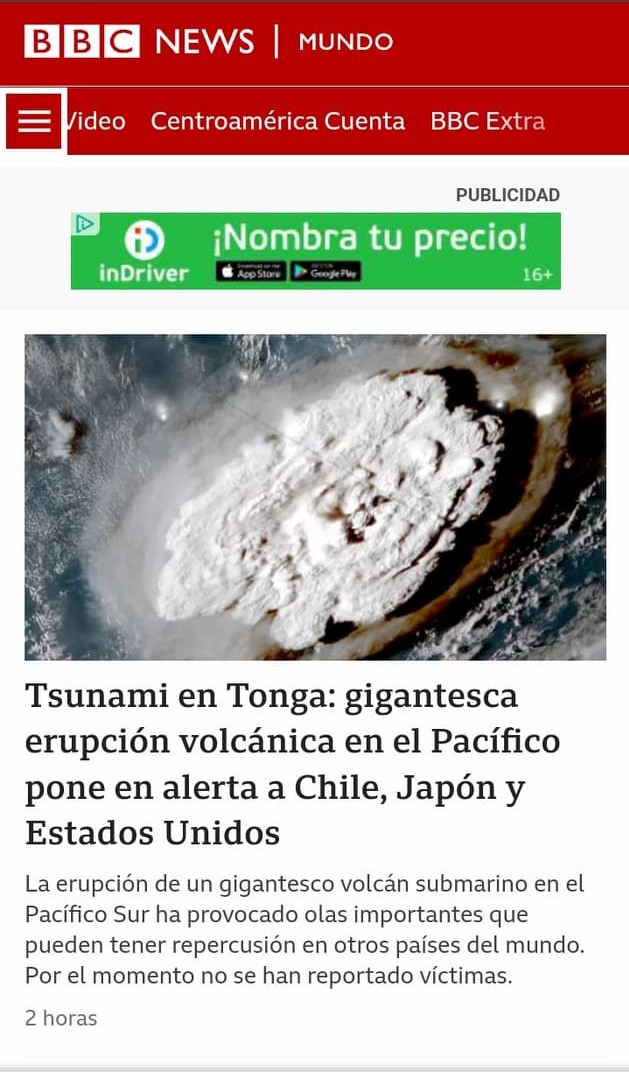 BBC NEWS | MUNDO
Video Centroamérica Cuenta BBC Extra
PUBLICIDAD
¡Nombra tu precio!
inDriver
Download on the App Store
Google Play
16+
Tsunami en Tonga: gigantesca
erupción volcánica en el Pacífico
pone en alerta a Chile, Japón y
Estados Unidos
La erupción de un gigantesco volcán submarino en el
Pacífico Sur ha provocado olas importantes que
pueden tener repercusión en otros países del mundo.
Por el momento no se han reportado víctimas.
2 horas